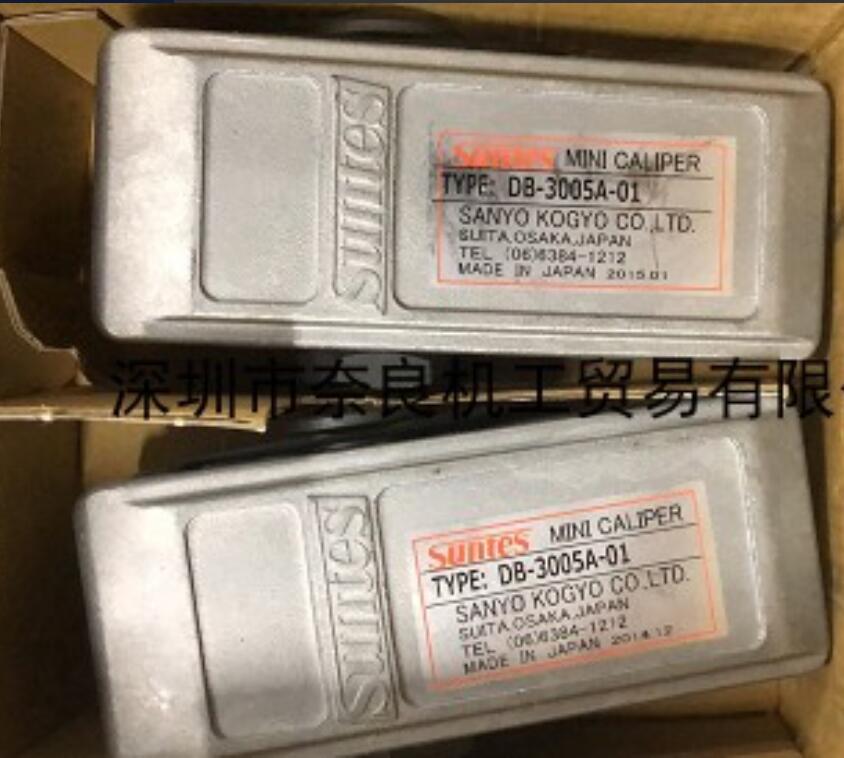 suntes
Suntes MINI CALIPER
TYPE: DB-3005A-01
SANYO KOGYO CO.,LTD.
SUITA,OSAKA,JAPAN
TEL (06)6384-1212
MADE IN JAPAN 2015.01
深圳市奈良机工贸易有限
suntes
suntes MINI CALIPER
TYPE: DB-3005A-01
SANYO KOGYO CO.,LTD.
SUITA,OSAKA,JAPAN
TEL (06)6384-1212
MADE IN JAPAN 2014.12